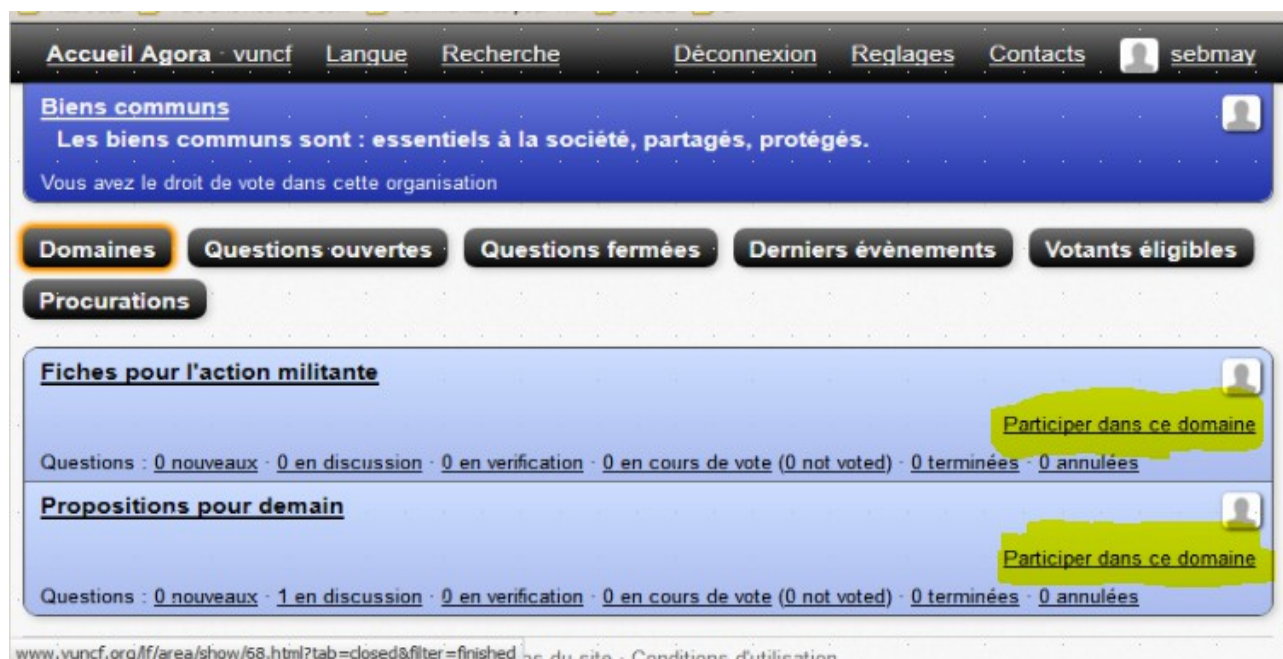 Accueil Agora · vuncf Langue Recherche Déconnexion Reglages Contacts sebmay
Biens communs
Les biens communs sont : essentiels à la société, partagés, protégés.
Vous avez le droit de vote dans cette organisation
Domaines Questions ouvertes Questions fermées Derniers évènements Votants éligibles
Procurations
Fiches pour l'action militante
Participer dans ce domaine
Questions : 0 nouveaux · 0 en discussion · 0 en verification · 0 en cours de vote (0 not voted) · 0 terminées · 0 annulées
Propositions pour demain
Participer dans ce domaine
Questions : 0 nouveaux · 1 en discussion · 0 en verification · 0 en cours de vote (0 not voted) · 0 terminées · 0 annulées
www.vuncf.org/lf/area/show/68.html?tab=closed&filter=finished du site · Conditions d'utilisation